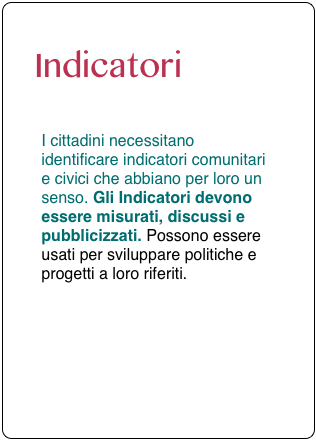 Indicatori
I cittadini necessitano
identificare indicatori comunitari
e civici che abbiano per loro un
senso. Gli Indicatori devono
essere misurati, discussi e
pubblicizzati. Possono essere
usati per sviluppare politiche e
progetti a loro riferiti.